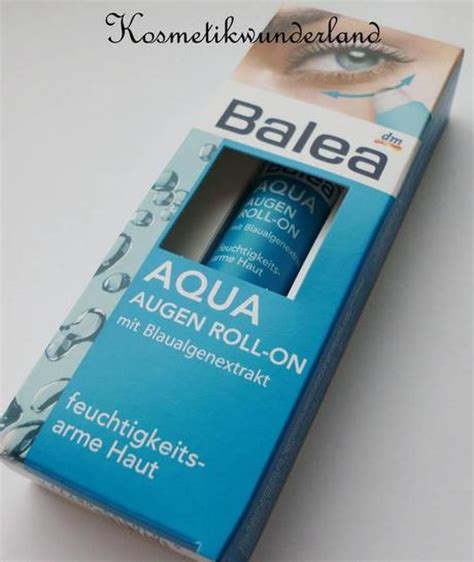 Kosmetikwunderland
dm
Balea
Balea
AQUA
AUGEN
ROLL-ON
mit Blaualgenextrakt
feuchtigkeits-
arme Haut
AQUA
AUGEN ROLL-ON
mit Blaualgenextrakt
feuchtigkeits-
arme Haut